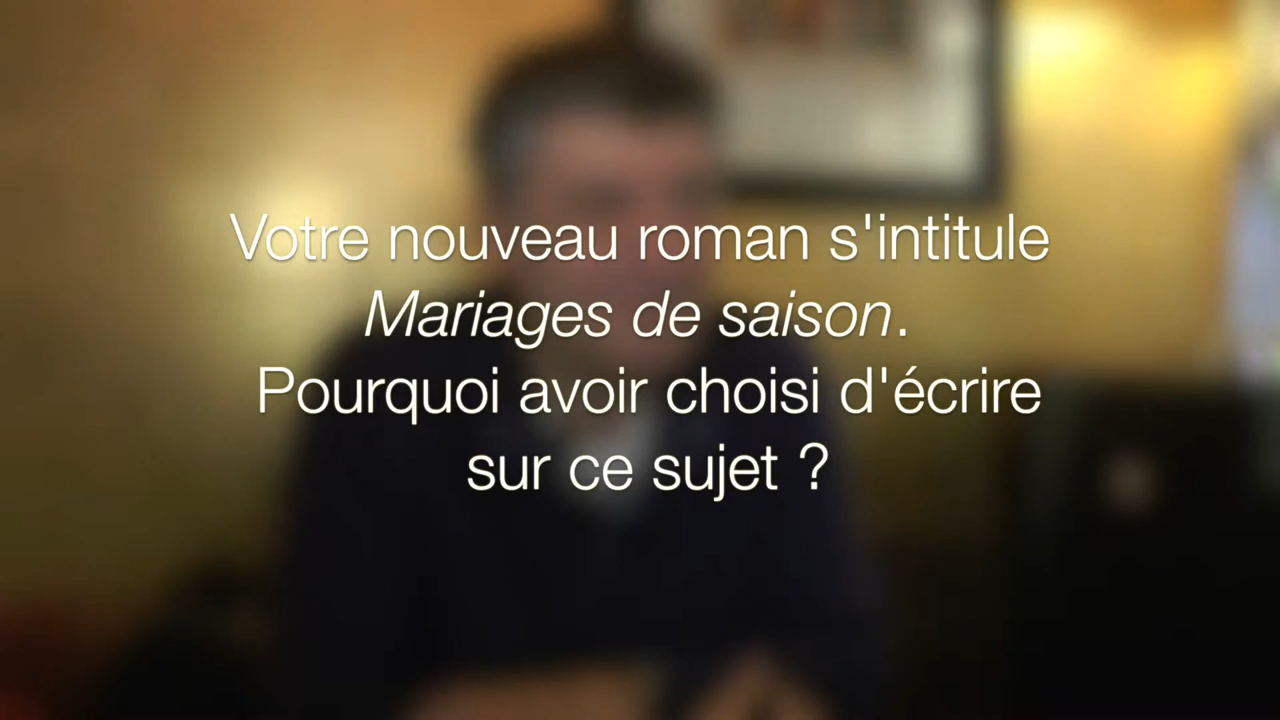 Votre nouveau roman s'intitule
Mariages de saison.
Pourquoi avoir choisi d'écrire
sur ce sujet ?